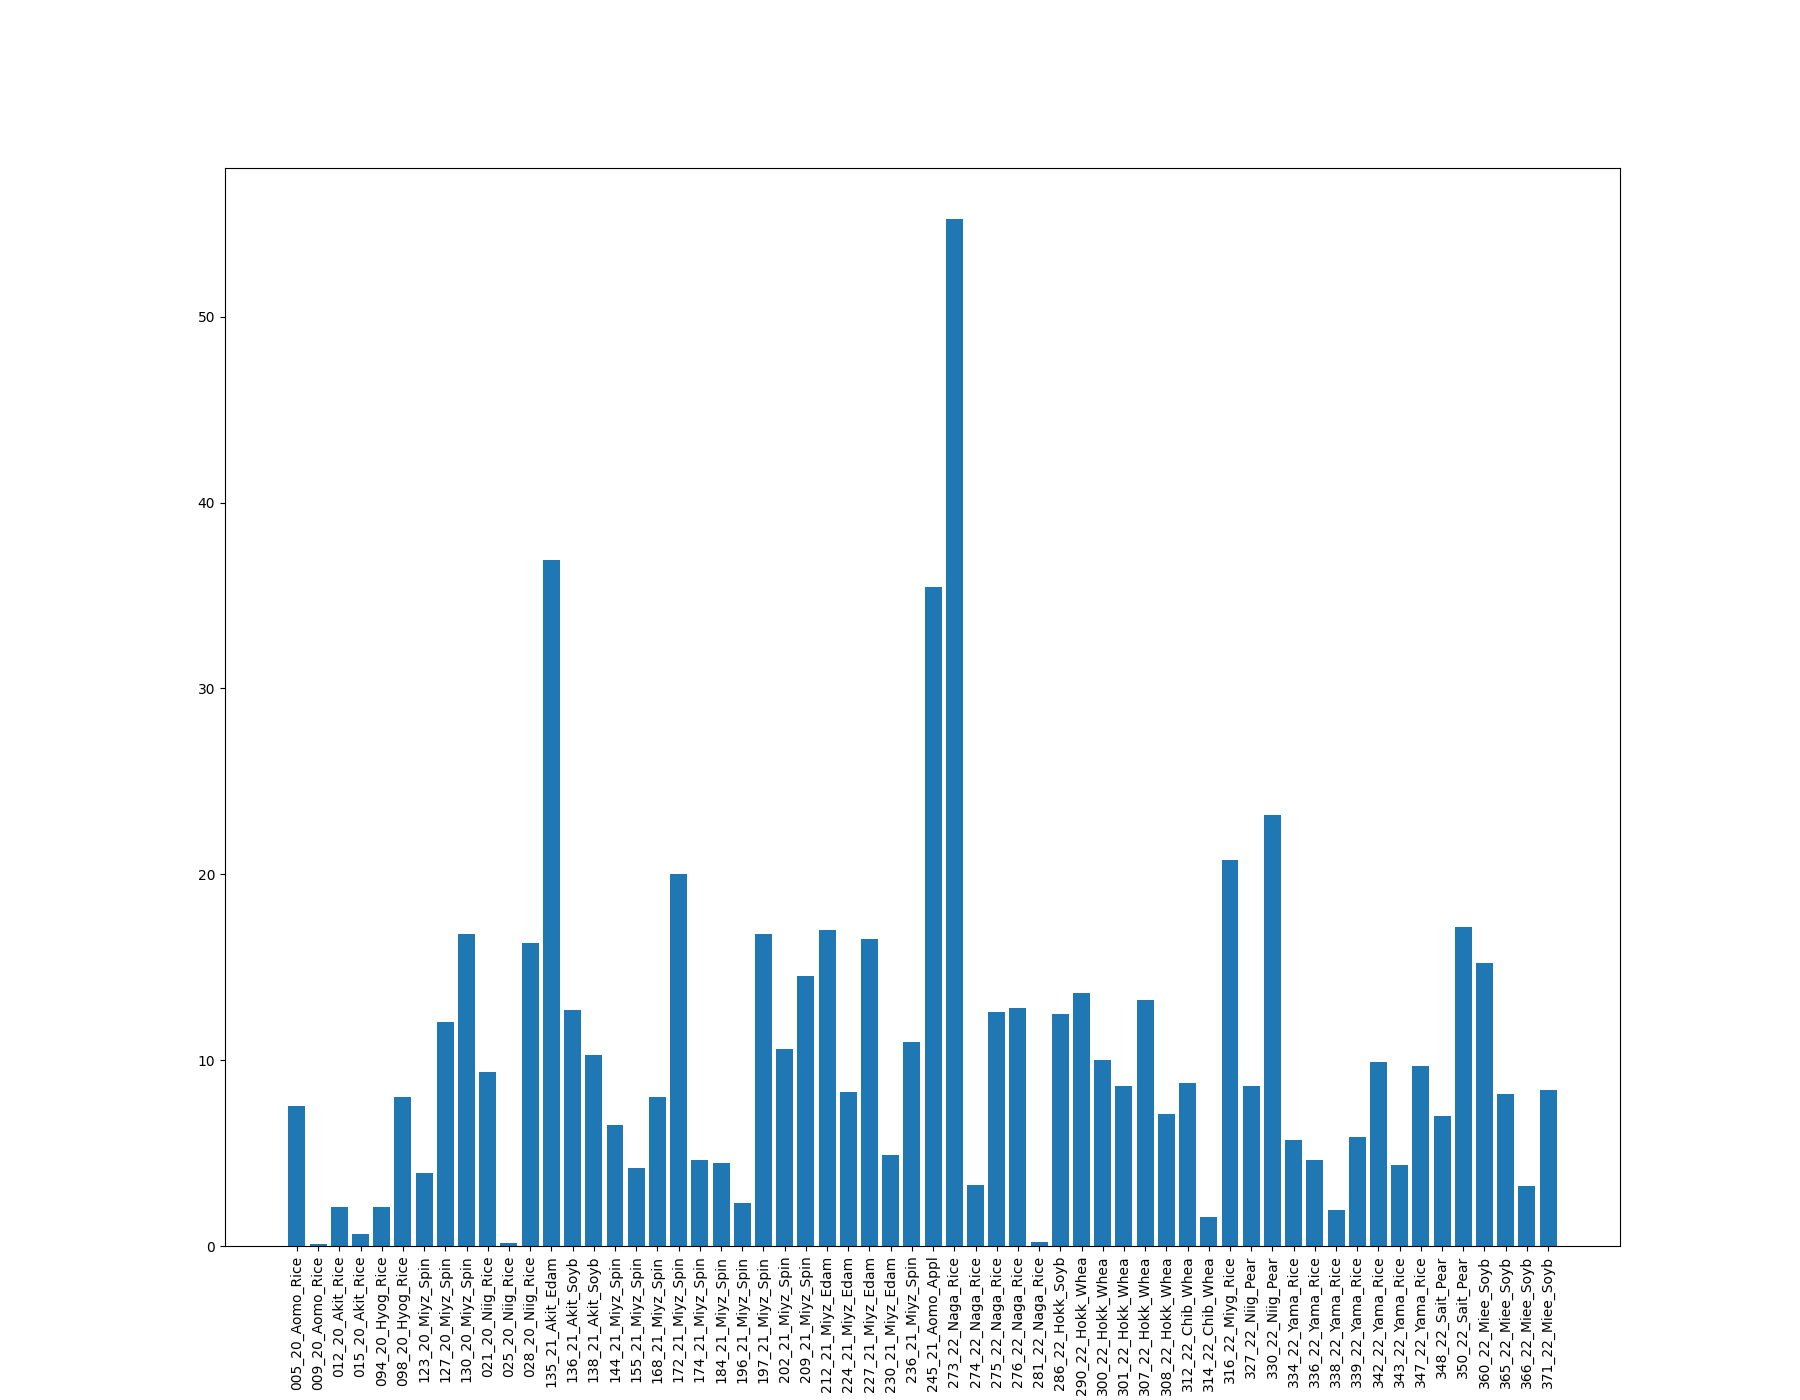 50
40
30
20
10
0
005_20_Aomo_Rice
009_20_Aomo_Rice
012_20_Akit_Rice
015_20_Akit_Rice
094_20_Hyog_Rice
098_20_Hyog_Rice
123_20_Miyz_Spin
127_20_Miyz_Spin
130_20_Miyz_Spin
021_20_Niig_Rice
025_20_Niig_Rice
028_20_Niig_Rice
135_21_Akit_Edam
136_21_Akit_Soyb
138_21_Akit_Soyb
144_21_Miyz_Spin
155_21_Miyz_Spin
168_21_Miyz_Spin
172_21_Miyz_Spin
174_21_Miyz_Spin
184_21_Miyz_Spin
196_21_Miyz_Spin
197_21_Miyz_Spin
202_21_Miyz_Spin
209_21_Miyz_Spin
212_21_Miyz_Edam
224_21_Miyz_Edam
227_21_Miyz_Edam
230_21_Miyz_Edam
236_21_Miyz_Spin
245_21_Aomo_Appl
273_22_Naga_Rice
274_22_Naga_Rice
275_22_Naga_Rice
276_22_Naga_Rice
281_22_Naga_Rice
286_22_Hokk_Soyb
290_22_Hokk_Whea
300_22_Hokk_Whea
301_22_Hokk_Whea
307_22_Hokk_Whea
308_22_Hokk_Whea
312_22_Chib_Whea
314_22_Chib_Whea
316_22_Miyg_Rice
327_22_Niig_Pear
330_22_Niig_Pear
334_22_Yama_Rice
336_22_Yama_Rice
338_22_Yama_Rice
339_22_Yama_Rice
342_22_Yama_Rice
343_22_Yama_Rice
347_22_Yama_Rice
348_22_Sait_Pear
350_22_Sait_Pear
360_22_Miee_Soyb
365_22_Miee_Soyb
366_22_Miee_Soyb
371_22_Miee_Soyb